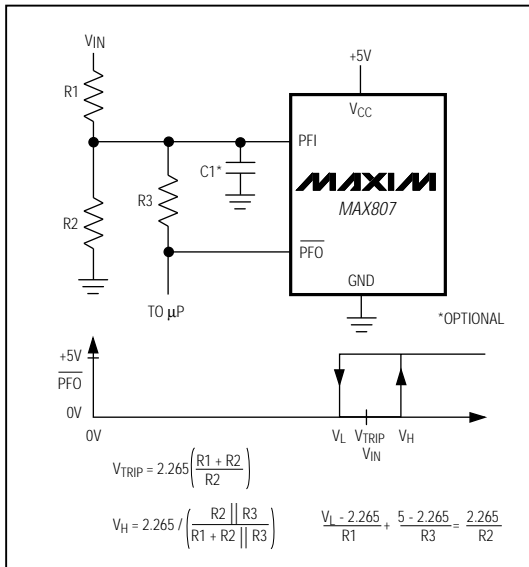 VIN
+5V
R1
VCC
PFI
C1*
MAXIM
MAX807
R3
R2
PFO
GND
TO µP
*OPTIONAL
+5V
PFO
0V
0V
VL
VTRIP
VH
VIN
VTRIP = 2.265 (R1 + R2 / R2)
VH = 2.265 / (R2 || R3 / R1 + R2 || R3)
VL - 2.265 / R1 + 5 - 2.265 / R3 = 2.265 / R2